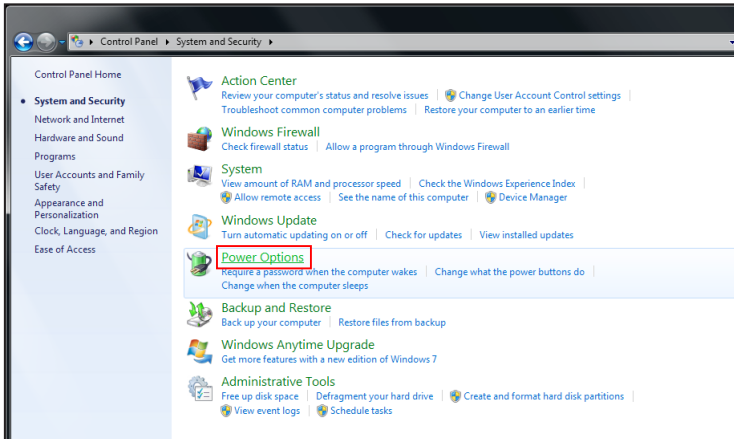 Control Panel ▸ System and Security ▸
Control Panel Home
System and Security
Network and Internet
Hardware and Sound
Programs
User Accounts and Family
Safety
Appearance and
Personalization
Clock, Language, and Region
Ease of Access
Action Center
Review your computer's status and resolve issues | Change User Account Control settings |
Troubleshoot common computer problems | Restore your computer to an earlier time
Windows Firewall
Check firewall status | Allow a program through Windows Firewall
System
View amount of RAM and processor speed | Check the Windows Experience Index |
Allow remote access | See the name of this computer | Device Manager
Windows Update
Turn automatic updating on or off | Check for updates | View installed updates
Power Options
Require a password when the computer wakes | Change what the power buttons do |
Change when the computer sleeps
Backup and Restore
Back up your computer | Restore files from backup
Windows Anytime Upgrade
Get more features with a new edition of Windows 7
Administrative Tools
Free up disk space | Defragment your hard drive | Create and format hard disk partitions |
View event logs | Schedule tasks